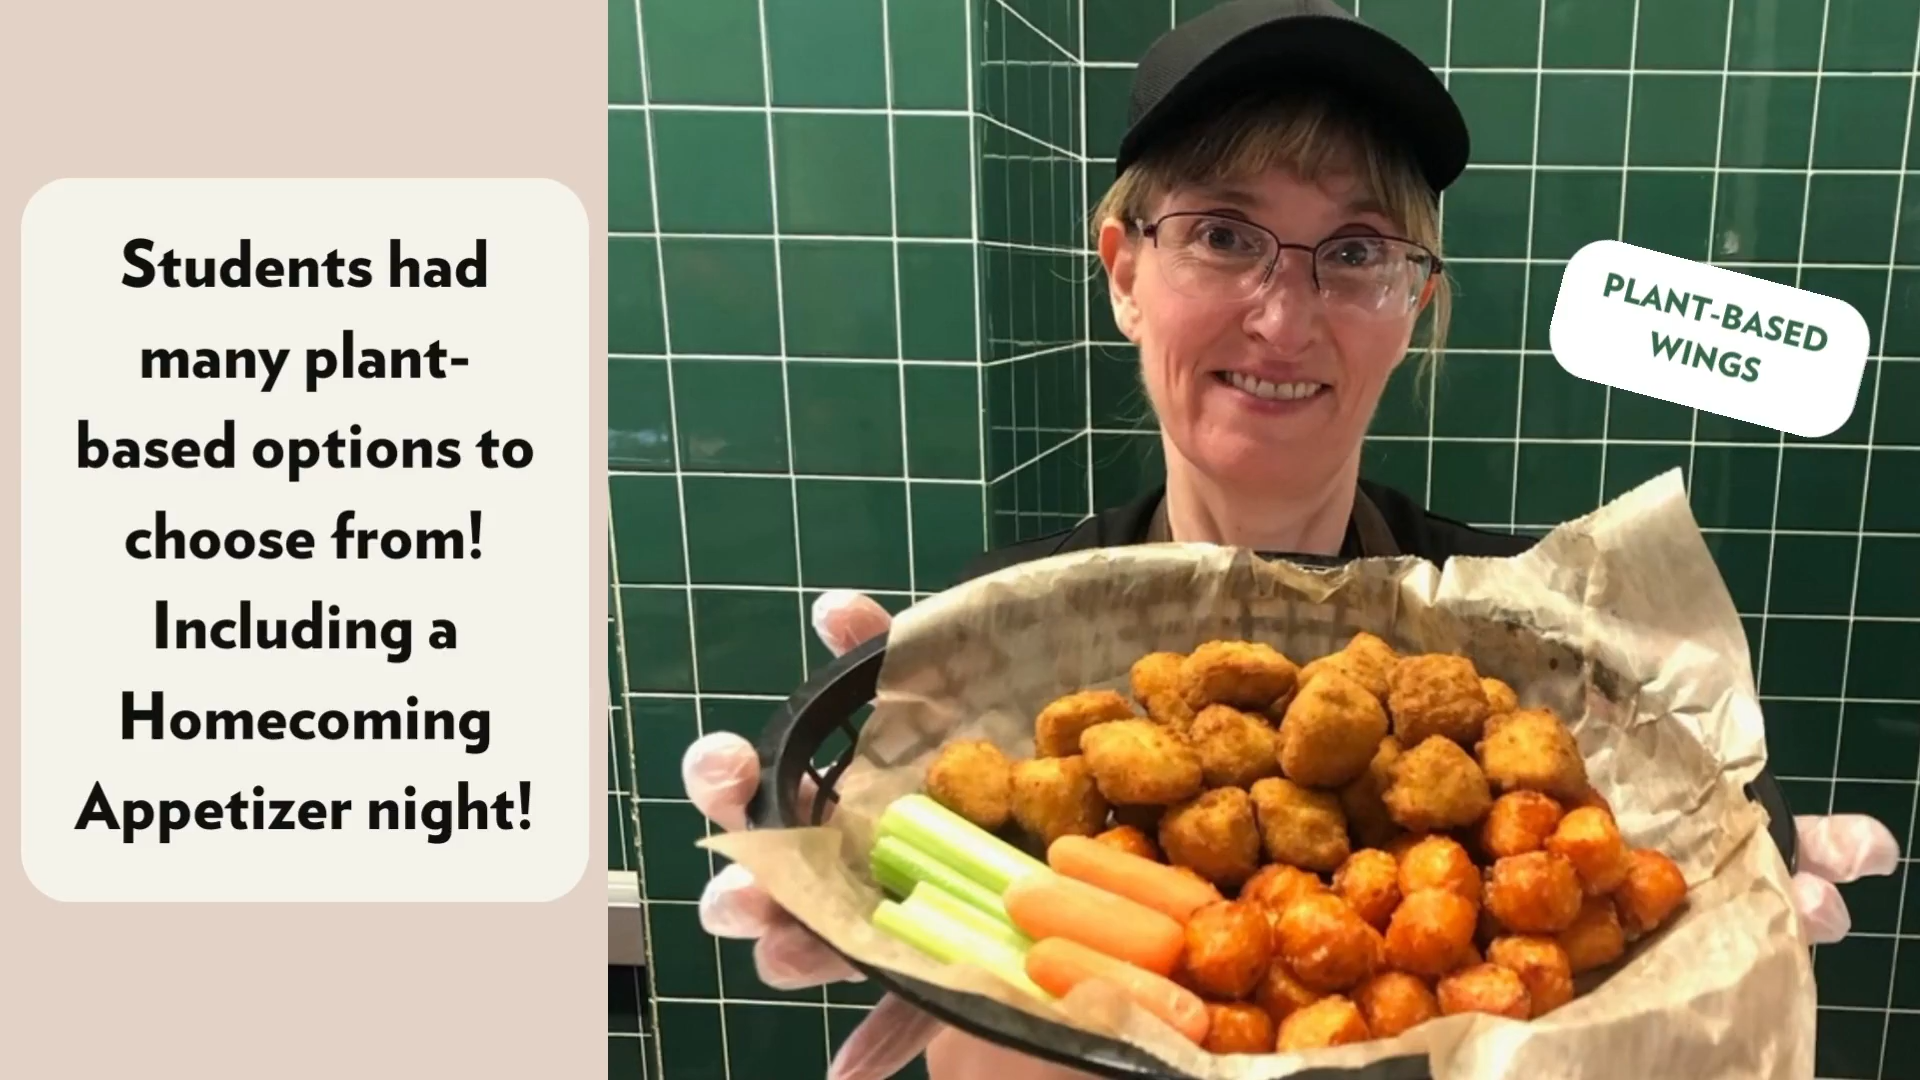 Students had
many plant-
based options to
choose from!
Including a
Homecoming
Appetizer night!
PLANT-BASED
WINGS